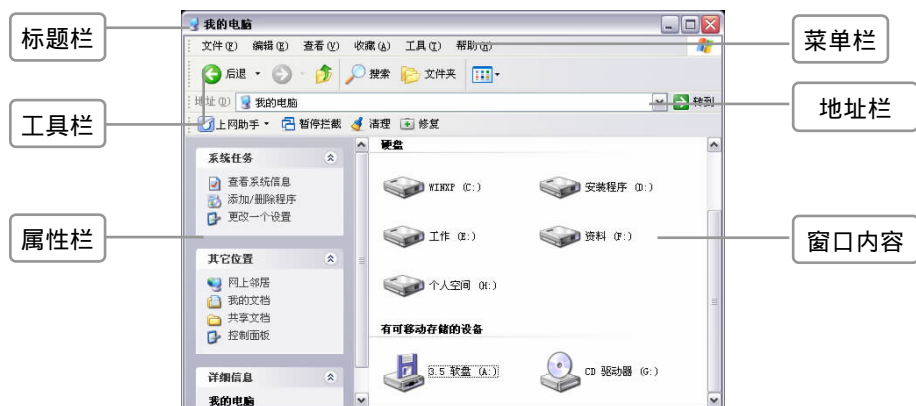 标题栏
我的电脑
文件(F) 编辑(E) 查看(V) 收藏(A) 工具(T) 帮助(H)
菜单栏
后退 搜索 文件夹
地址(D) 我的电脑 转到
地址栏
工具栏
上网助手 暂停拦截 清理 修复
系统任务
查看系统信息
添加/删除程序
更改一个设置
属性栏
其它位置
网上邻居
我的文档
共享文档
控制面板
详细信息
我的电脑
硬盘
WINXP (C:) 安装程序 (D:)
工作 (E:) 资料 (F:)
窗口内容
个人空间 (H:)
有可移动存储的设备
3.5 软盘 (A:) CD 驱动器 (G:)